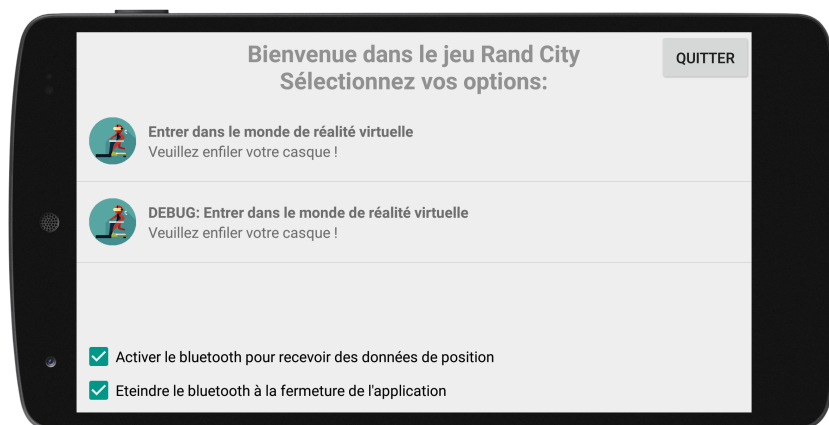 Bienvenue dans le jeu Rand City
Sélectionnez vos options:
QUITTER
Entrer dans le monde de réalité virtuelle
Veuillez enfiler votre casque !
DEBUG: Entrer dans le monde de réalité virtuelle
Veuillez enfiler votre casque !
Activer le bluetooth pour recevoir des données de position
Eteindre le bluetooth à la fermeture de l'application